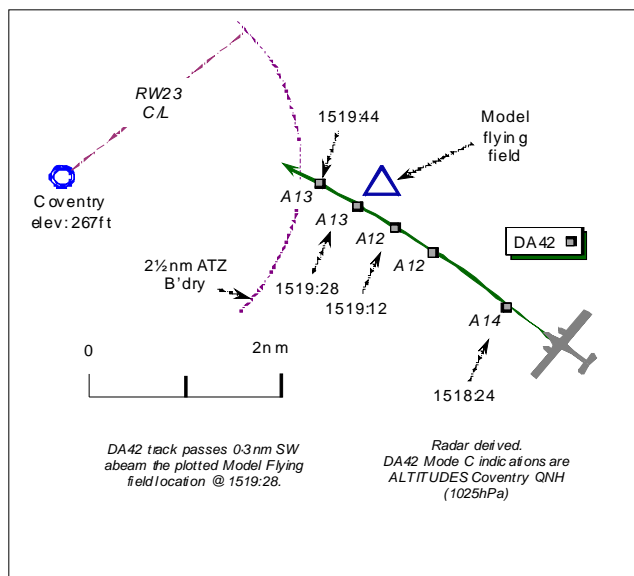 RW23
C/L
1519:44
Model
flying
field
Coventry
elev: 267ft
A13
A13
A12
A12
DA42
2½nm ATZ
B'dry
1519:28
1519:12
A14
0
2nm
1518:24
DA42 track passes 0·3nm SW
abeam the plotted Model Flying
field location @ 1519:28.
Radar derived.
DA42 Mode C indications are
ALTITUDES Coventry QNH
(1025hPa)